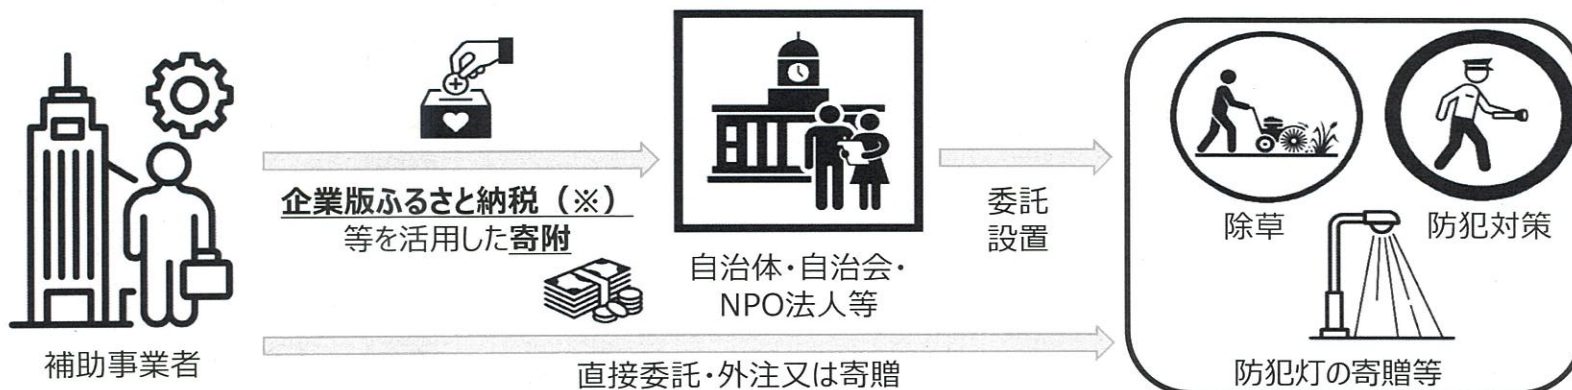 企業版ふるさと納税（※）
等を活用した寄附
補助事業者
自治体・自治会・
NPO法人等
委託
設置
直接委託・外注又は寄贈
除草
防犯対策
防犯灯の寄贈等